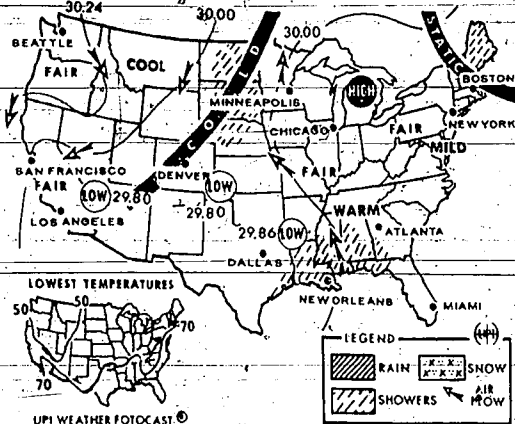 30.24
30.00
30.00
SEATTLE
FAIR
COOL
COLD
STATIC
MINNEAPOLIS
HIGH
BOSTON
NEW YORK
CHICAGO
FAIR
MILD
SAN FRANCISCO
FAIR
DENVER
FAIR
LOW
29.80
LOW
29.80
WARM
LOS ANGELES
29.86
LOW
ATLANTA
DALLAS
LOWEST TEMPERATURES
NEW ORLEANS
MIAMI
50
50
70
70
LEGEND
UPI
RAIN
SNOW
SHOWERS
AIR FLOW
UPI WEATHER FOTOCAST ©